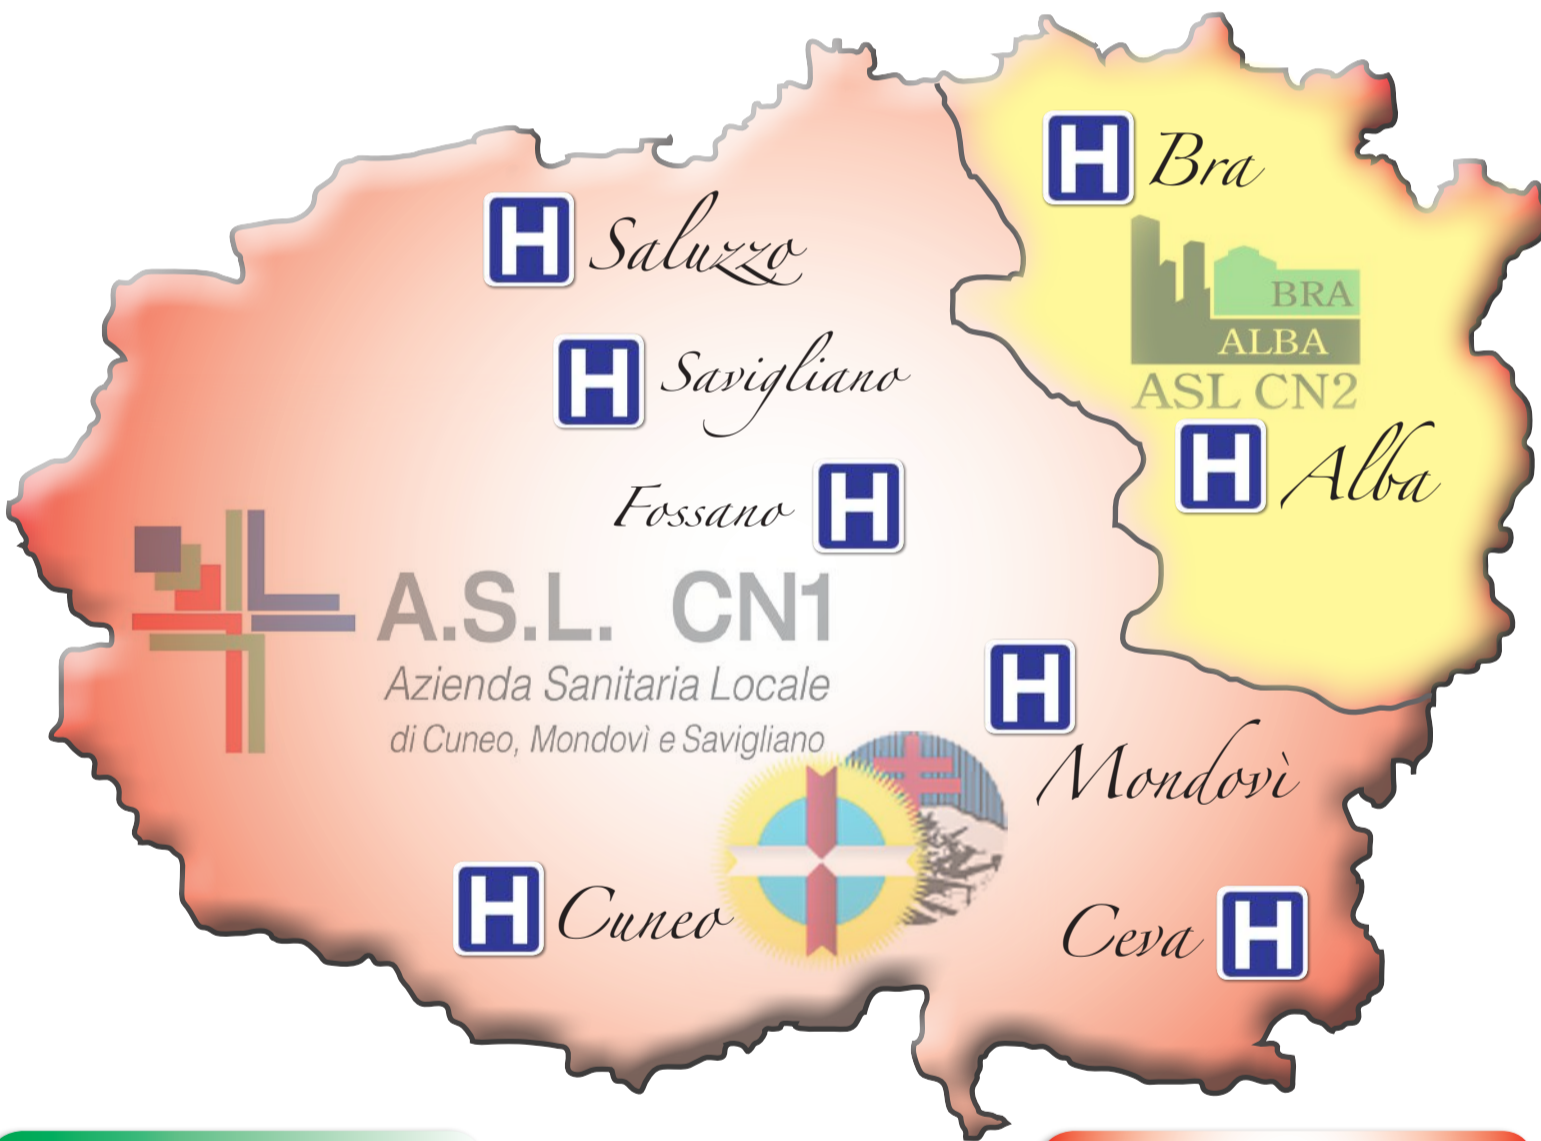 H Bra
H Saluzzo
BRA
ALBA
ASL CN2
H Savigliano
H Alba
Fossano H
A.S.L. CN1
Azienda Sanitaria Locale
di Cuneo, Mondovì e Savigliano
H
Mondovì
H Cuneo
Ceva H